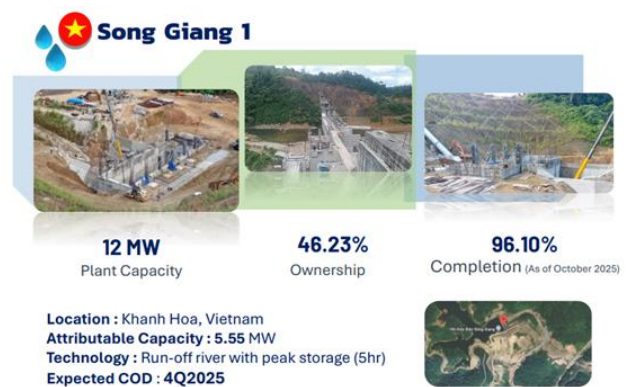 Song Giang 1
12 MW
Plant Capacity
46.23%
Ownership
96.10%
Completion (As of October 2025)
Location : Khanh Hoa, Vietnam
Attributable Capacity : 5.55 MW
Technology : Run-off river with peak storage (5hr)
Expected COD : 4Q2025